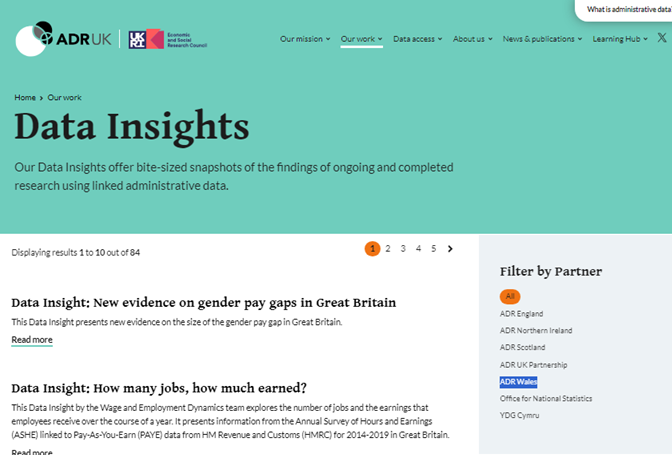 What is administrative data
ADR UK
UK
RI
Economic
and Social
Research Council
Our mission
Our work
Data access
About us
News & publications
Learning Hub
Home › Our work
Data Insights
Our Data Insights offer bite-sized snapshots of the findings of ongoing and completed
research using linked administrative data.
Displaying results 1 to 10 out of 84
1 2 3 4 5
Data Insight: New evidence on gender pay gaps in Great Britain
This Data Insight presents new evidence on the size of the gender pay gap in Great Britain.
Read more
Data Insight: How many jobs, how much earned?
This Data Insight by the Wage and Employment Dynamics team explores the number of jobs and the earnings that
employees receive over the course of a year. It presents information from the Annual Survey of Hours and Earnings
(ASHE) linked to Pay-As-You-Earn (PAYE) data from HM Revenue and Customs (HMRC) for 2014-2019 in Great Britain.
Read more
Filter by Partner
All
ADR England
ADR Northern Ireland
ADR Scotland
ADR UK Partnership
ADR Wales
Office for National Statistics
YDG Cymru